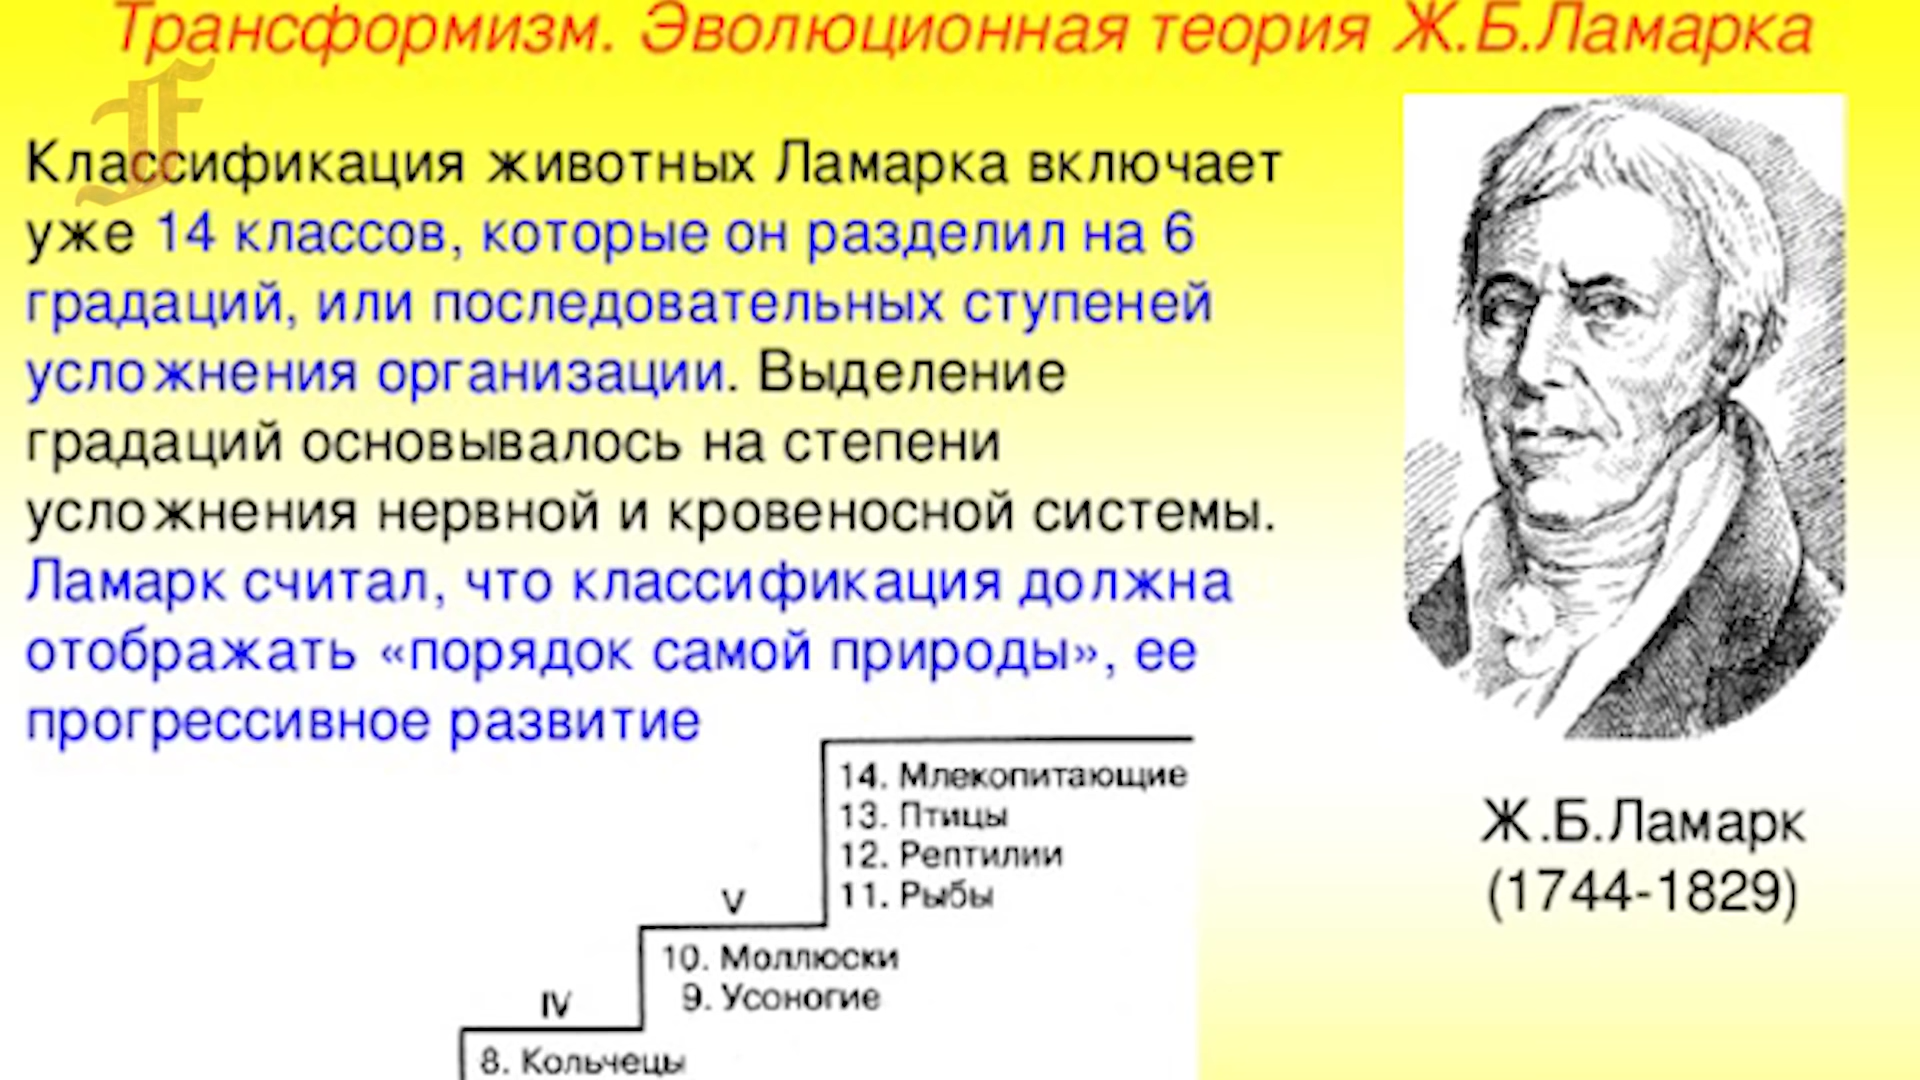 Трансформизм. Эволюционная теория Ж.Б.Ламарка
Классификация животных Ламарка включает
уже 14 классов, которые он разделил на 6
градаций, или последовательных ступеней
усложнения организации. Выделение
градаций основывалось на степени
усложнения нервной и кровеносной системы.
Ламарк считал, что классификация должна
отображать «порядок самой природы», ее
прогрессивное развитие
14. Млекопитающие
13. Птицы
12. Рептилии
11. Рыбы
V
10. Моллюски
9. Усоногие
IV
8. Кольчецы
Ж.Б.Ламарк
(1744-1829)